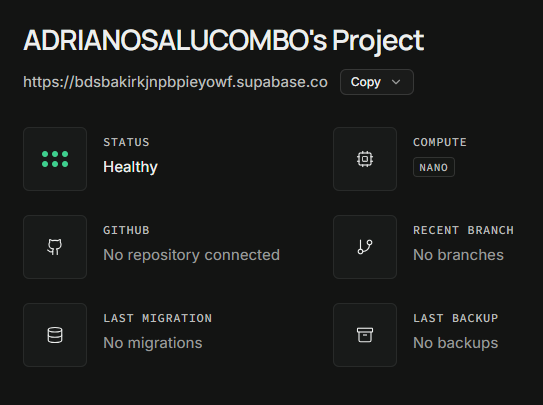 ADRIANOSALUCOMBO's Project
https://bdsbakirkjnpbpieyowf.supabase.co Copy
STATUS
Healthy
COMPUTE
NANO
GITHUB
No repository connected
RECENT BRANCH
No branches
LAST MIGRATION
No migrations
LAST BACKUP
No backups